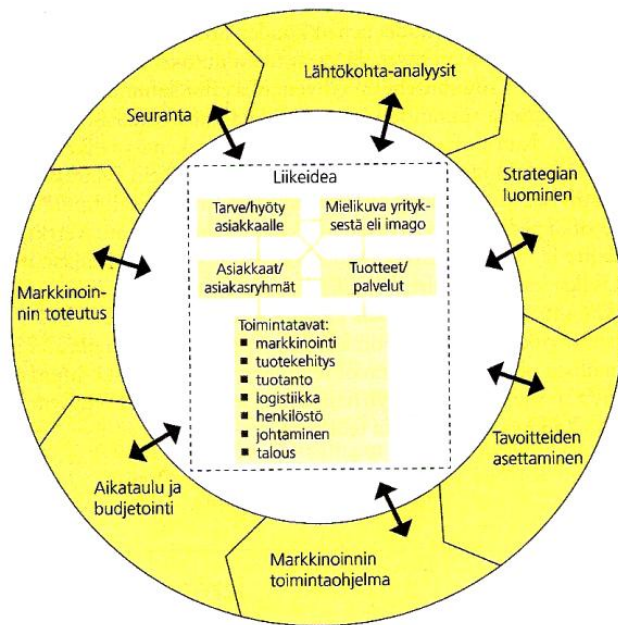 Lähtökohta-analyysit
Strategian
luominen
Tavoitteiden
asettaminen
Markkinoinnin
toimintaohjelma
Aikataulu ja
budjetointi
Markkinoin-
nin toteutus
Seuranta
Liikeidea
Tarve/hyöty
asiakkaalle
Mielikuva yrityk-
sestä eli imago
Asiakkaat/
asiakasryhmät
Tuotteet/
palvelut
Toimintatavat:
■ markkinointi
■ tuotekehitys
■ tuotanto
■ logistiikka
■ henkilöstö
■ johtaminen
■ talous